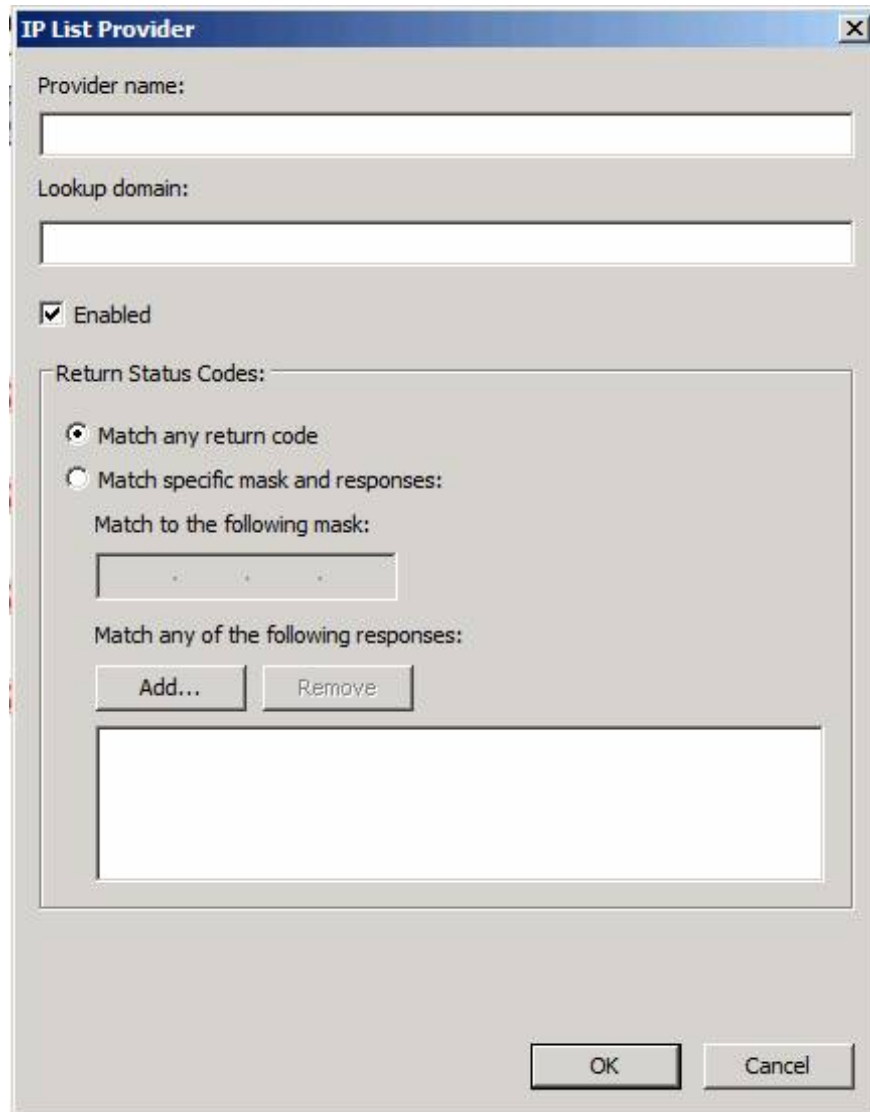 IP List Provider
Provider name:
Lookup domain:
Enabled
Return Status Codes:
Match any return code
Match specific mask and responses:
Match to the following mask:
. . .
Match any of the following responses:
Add... Remove
OK Cancel